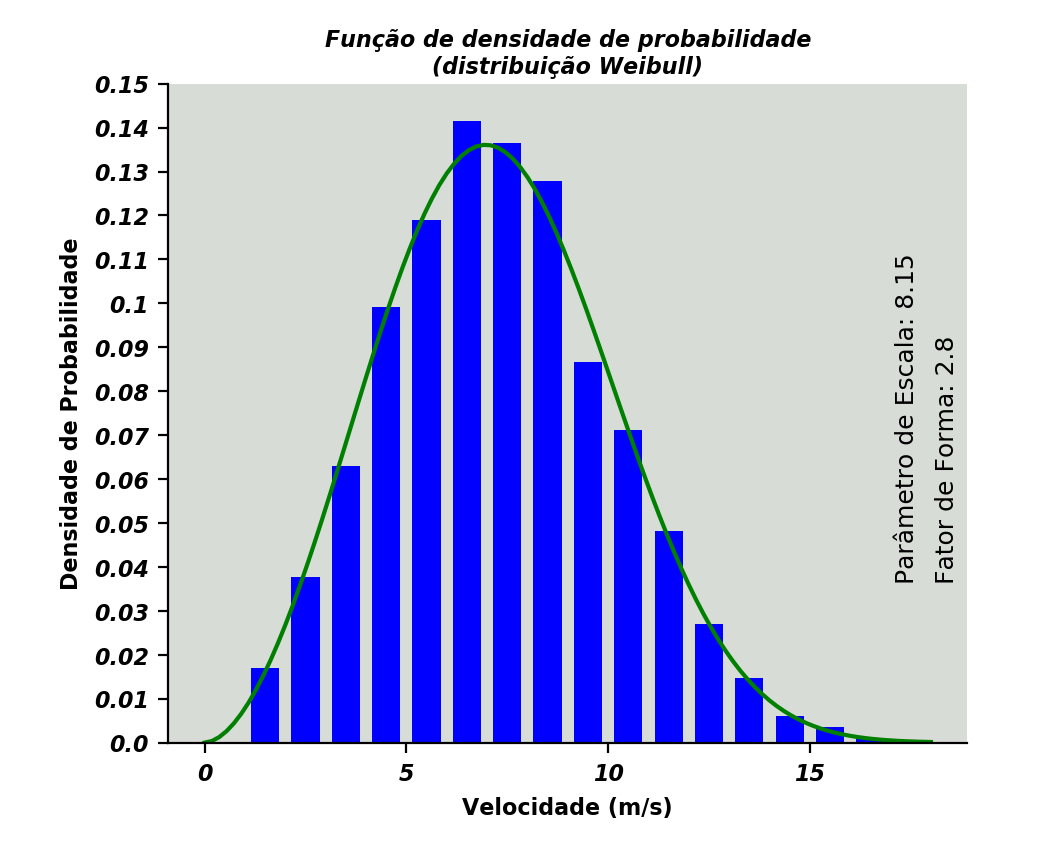 Função de densidade de probabilidade
(distribuição Weibull)
Densidade de Probabilidade
0.15
0.14
0.13
0.12
0.11
0.1
0.09
0.08
0.07
0.06
0.05
0.04
0.03
0.02
0.01
0.0
Parâmetro de Escala: 8.15
Fator de Forma: 2.8
0 5 10 15
Velocidade (m/s)